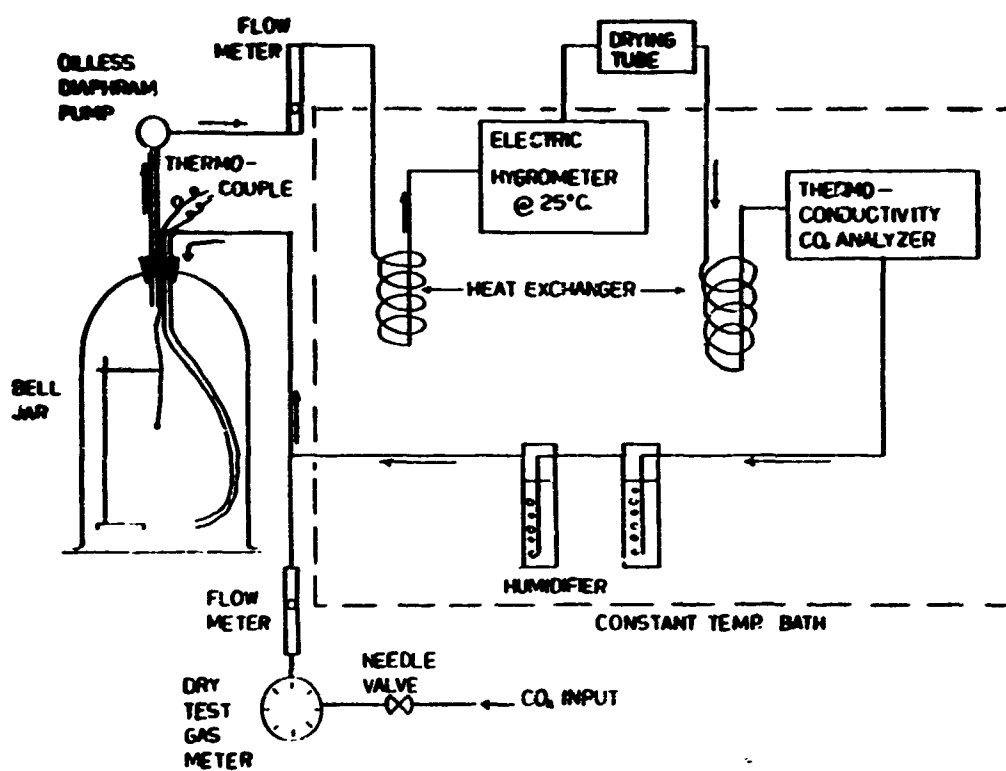 FLOW
METER
OILLESS
DIAPHRAM
PUMP
THERMO-
COUPLE
DRYING
TUBE
ELECTRIC
HYGROMETER
@ 25°C.
THERMO-
CONDUCTIVITY
CO₂ ANALYZER
HEAT EXCHANGER
BELL
JAR
HUMIDIFIER
FLOW
METER
CONSTANT TEMP. BATH
NEEDLE
VALVE
CO₂ INPUT
DRY
TEST
GAS
METER